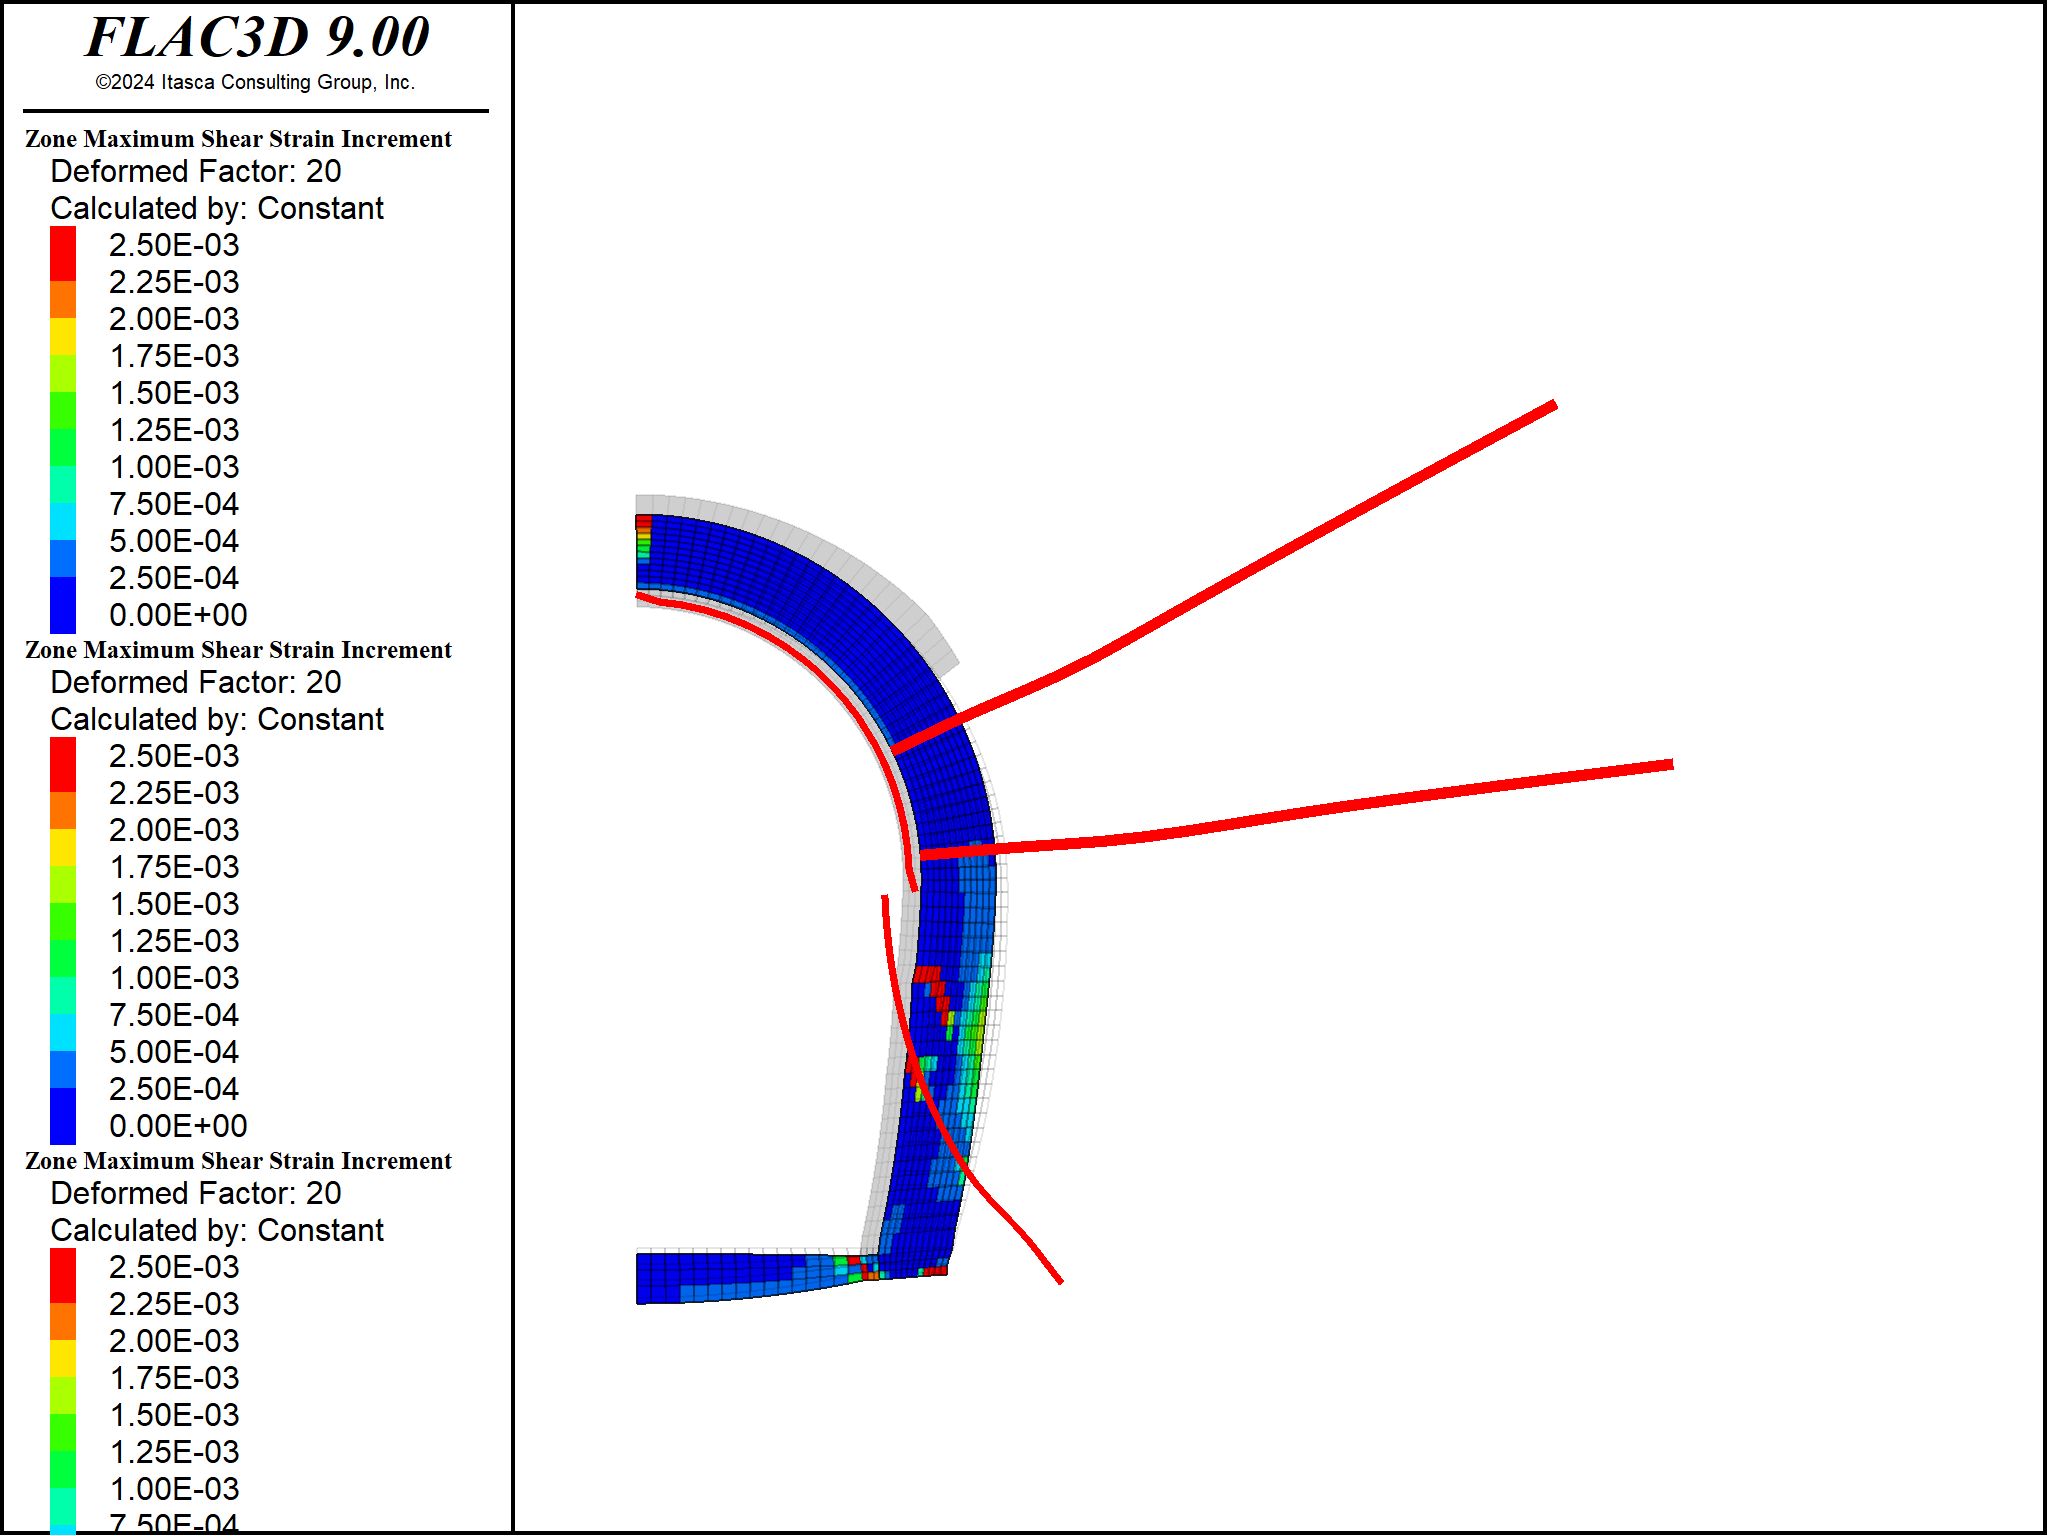 FLAC3D 9.00
©2024 Itasca Consulting Group, Inc.
Zone Maximum Shear Strain Increment
Deformed Factor: 20
Calculated by: Constant
2.50E-03
2.25E-03
2.00E-03
1.75E-03
1.50E-03
1.25E-03
1.00E-03
7.50E-04
5.00E-04
2.50E-04
0.00E+00
Zone Maximum Shear Strain Increment
Deformed Factor: 20
Calculated by: Constant
2.50E-03
2.25E-03
2.00E-03
1.75E-03
1.50E-03
1.25E-03
1.00E-03
7.50E-04
5.00E-04
2.50E-04
0.00E+00
Zone Maximum Shear Strain Increment
Deformed Factor: 20
Calculated by: Constant
2.50E-03
2.25E-03
2.00E-03
1.75E-03
1.50E-03
1.25E-03
1.00E-03
7.50E-04